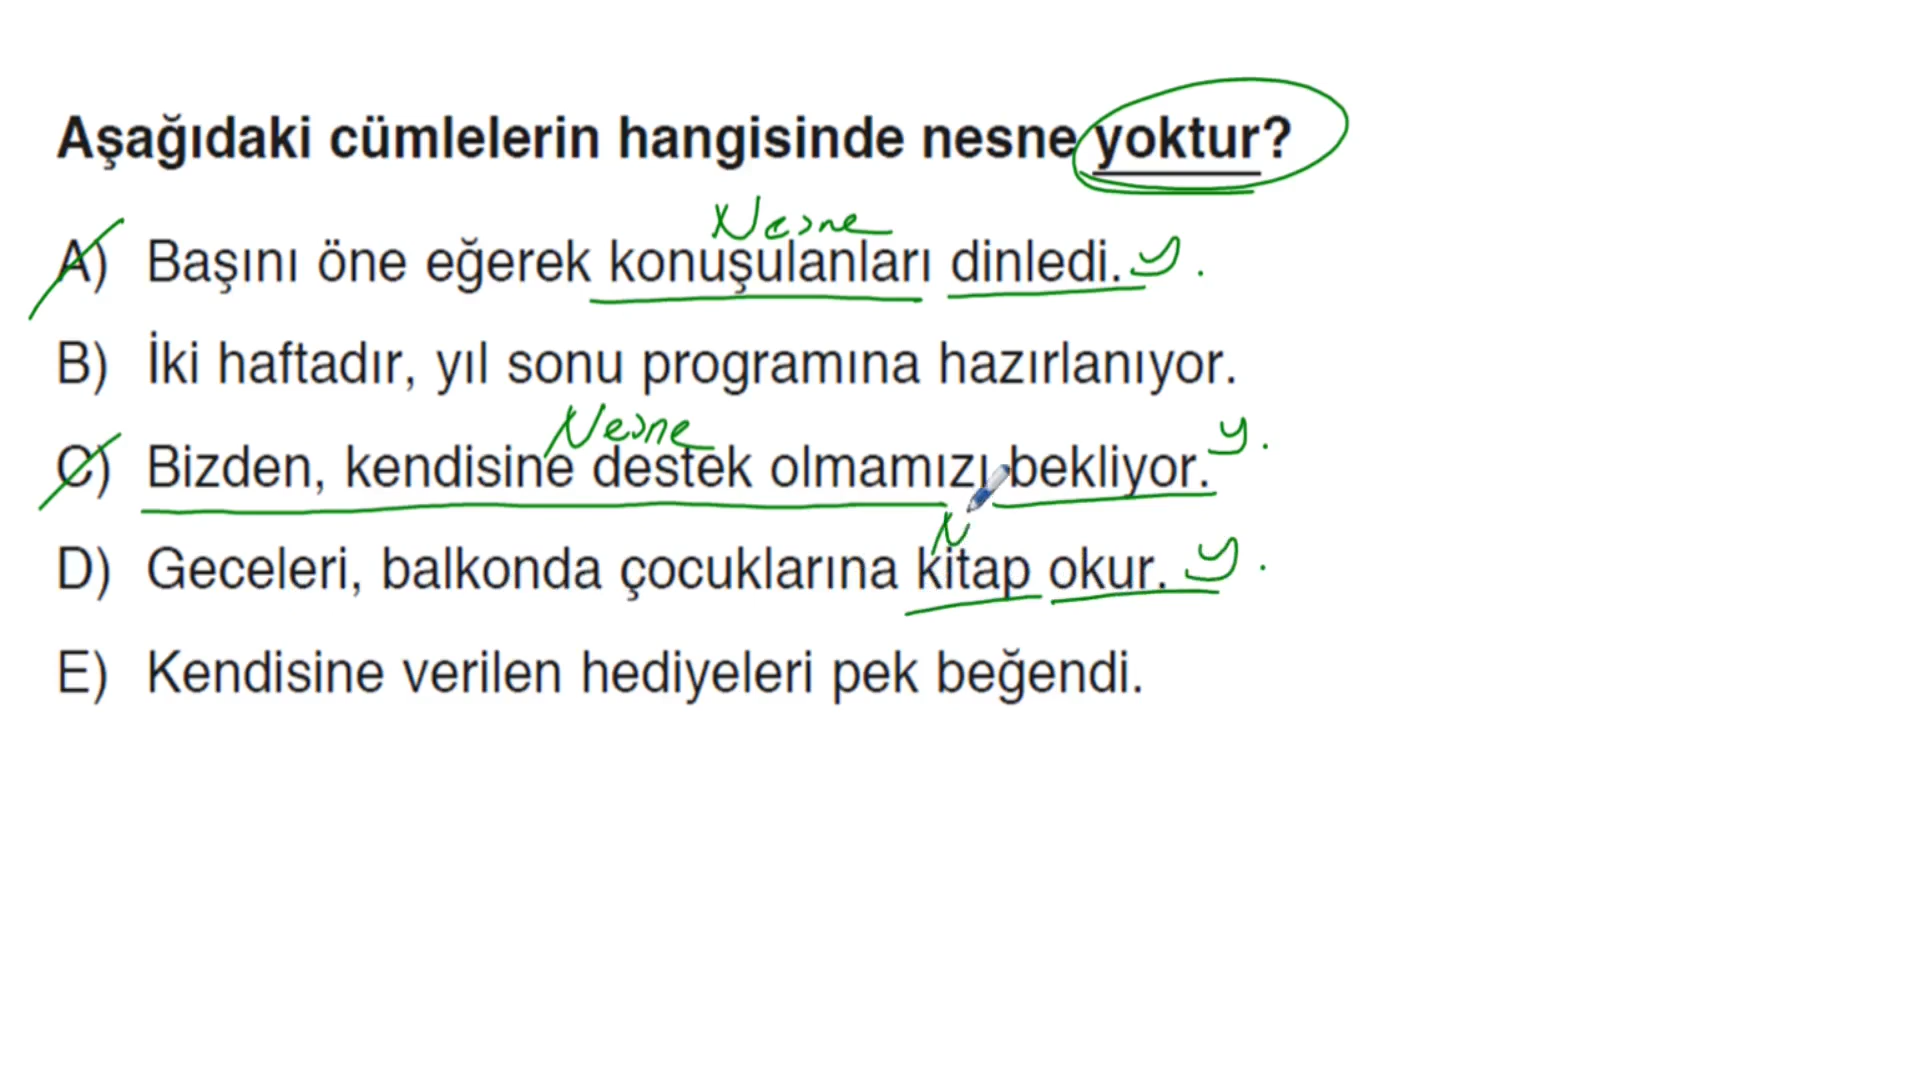 Aşağıdaki cümlelerin hangisinde nesne yoktur?
Nesne
A) Başını öne eğerek konuşulanları dinledi. y.
B) İki haftadır, yıl sonu programına hazırlanıyor.
Nesne
C) Bizden, kendisine destek olmamızı bekliyor. y.
N
D) Geceleri, balkonda çocuklarına kitap okur. y.
E) Kendisine verilen hediyeleri pek beğendi.